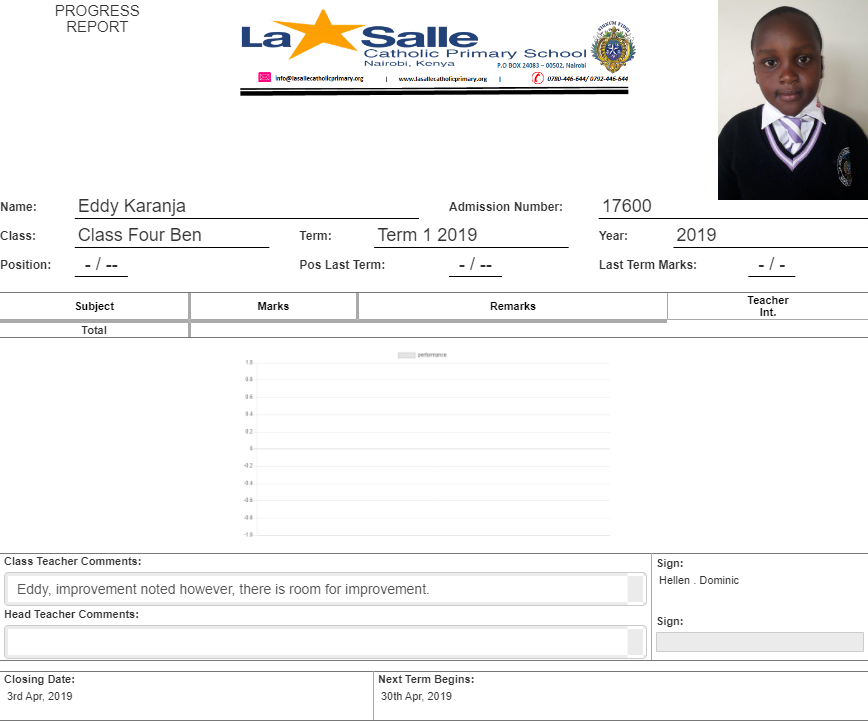 PROGRESS
REPORT
La Salle
Catholic Primary School
Nairobi, Kenya
P.O BOX 24083 – 00502, Nairobi
info@lasallecatholicprimary.org | www.lasallecatholicprimary.org | 0780-446-644/ 0792-446-644
Name: Eddy Karanja Admission Number: 17600
Class: Class Four Ben Term: Term 1 2019 Year: 2019
Position: - / -- Pos Last Term: - / -- Last Term Marks: - / -
Subject Marks Remarks Teacher Int.
Total
performance
1.0
0.8
0.6
0.4
0.2
0
-0.2
-0.4
-0.6
-0.8
-1.0
Class Teacher Comments:
Eddy, improvement noted however, there is room for improvement.
Sign:
Hellen . Dominic
Head Teacher Comments:
Sign:
Closing Date: Next Term Begins:
3rd Apr, 2019 30th Apr, 2019